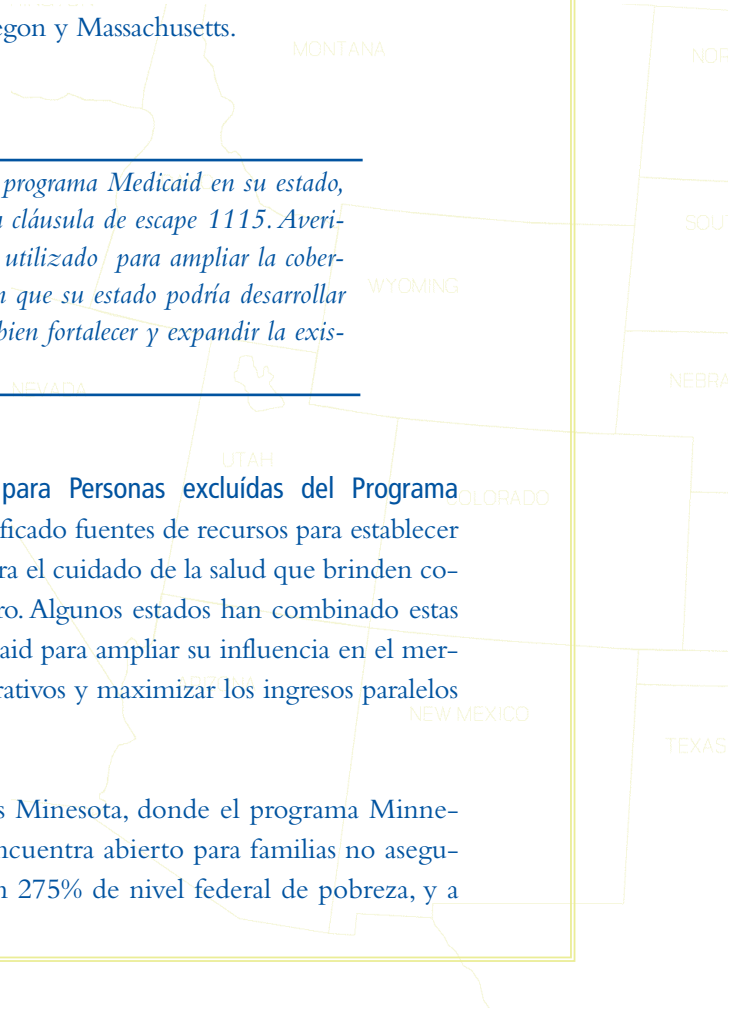 egon y Massachusetts.
MONTANA
NOR
programa Medicaid en su estado,
a cláusula de escape 1115. Averi-
SOU
utilizado para ampliar la cober-
WYOMING
n que su estado podría desarrollar
bien fortalecer y expandir la exis-
NEVADA
NEBRA
UTAH
para Personas excluídas del Programa
COLORADO
ficado fuentes de recursos para establecer
ra el cuidado de la salud que brinden co-
ro. Algunos estados han combinado estas
aid para ampliar su influencia en el mer-
ARIZONA
rativos y maximizar los ingresos paralelos
NEW MEXICO
TEXAS
s Minesota, donde el programa Minne-
ncuentra abierto para familias no asegu-
n 275% de nivel federal de pobreza, y a